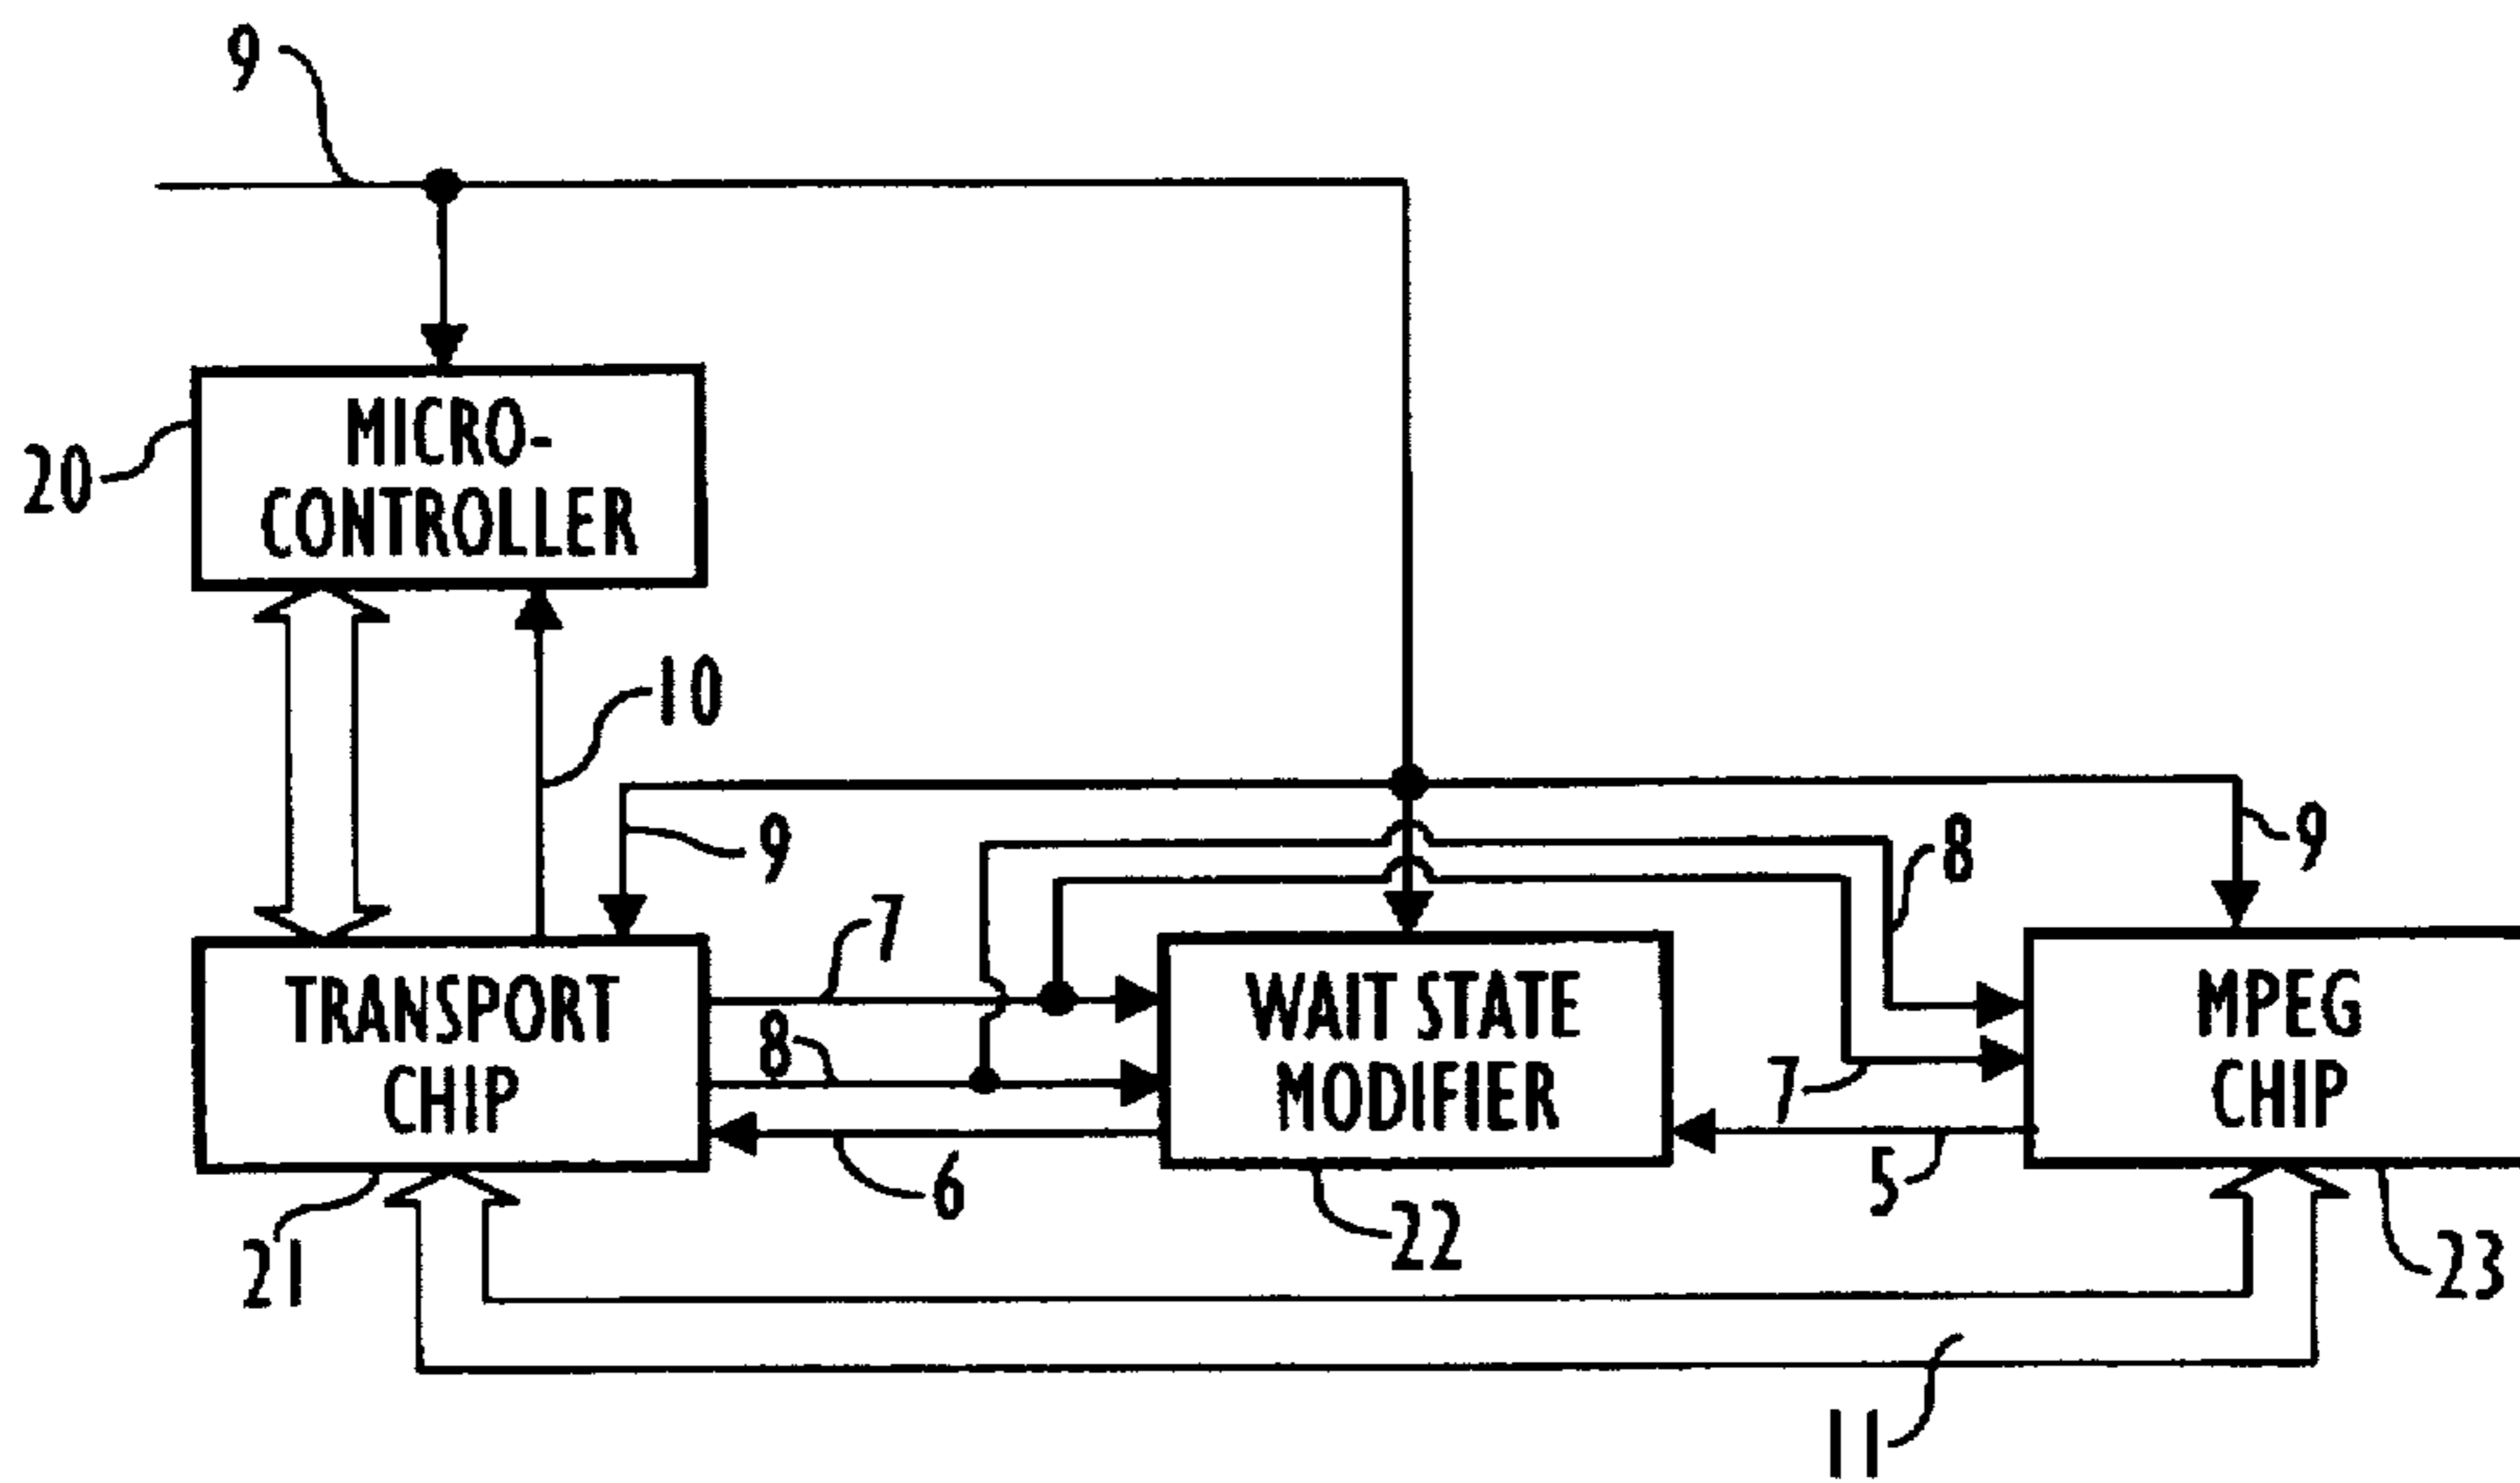 9
MICRO-
CONTROLLER
20
10
9
8
9
7
TRANSPORT
CHIP
8
WAIT STATE
MODIFIER
MPEG
CHIP
7
6
5
21
22
23
11